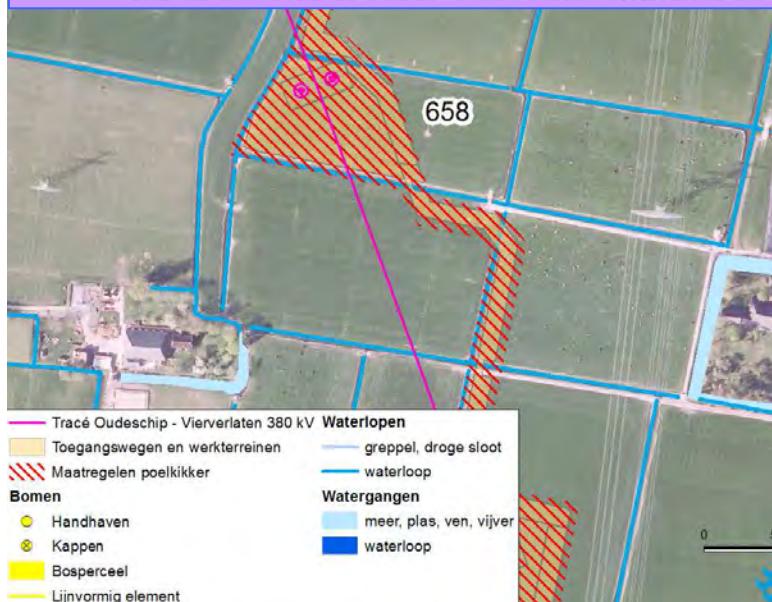 658
Tracé Oudeschip - Vierverlaten 380 kV
Toegangswegen en werkterreinen
Maatregelen poelkikker
Bomen
Handhaven
Kappen
Bosperceel
Lijnvormig element
Waterlopen
greppel, droge sloot
waterloop
Watergangen
meer, plas, ven, vijver
waterloop
0